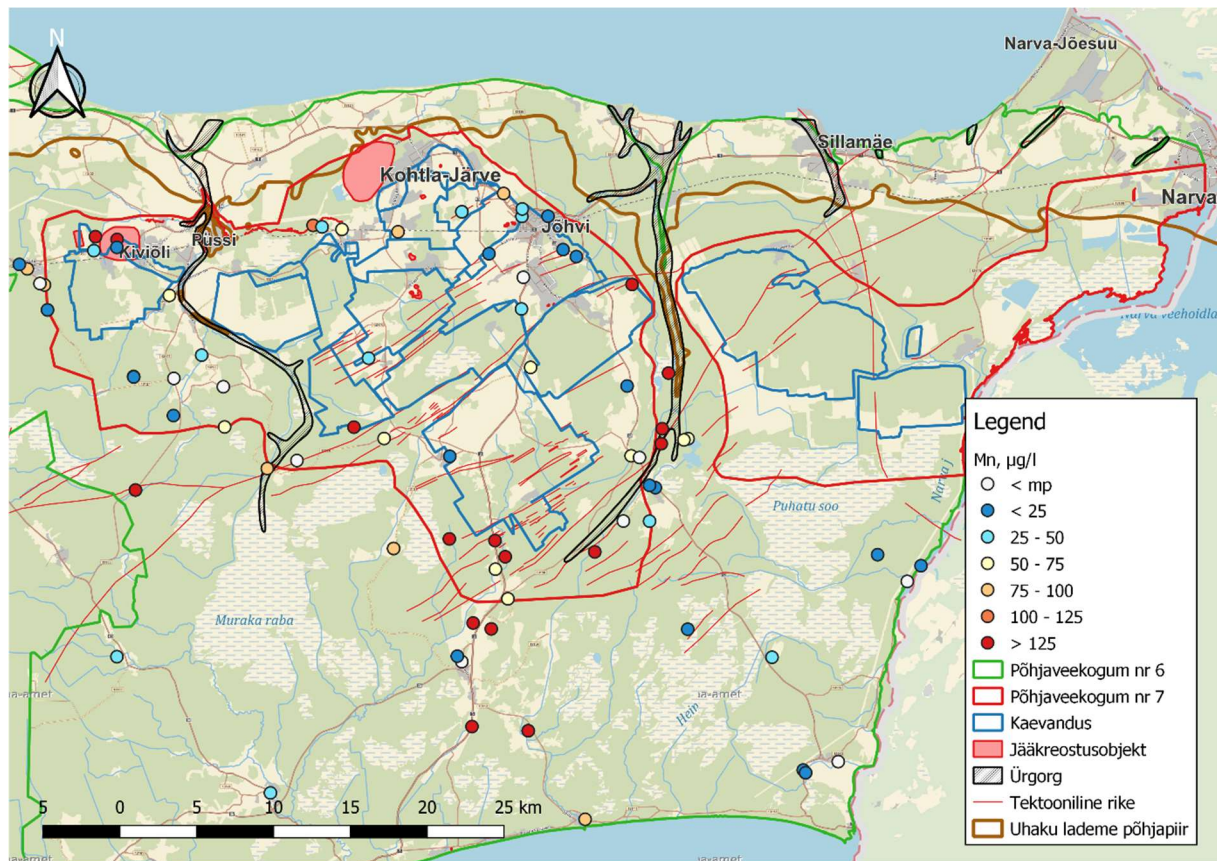 N
Narva-Jõesuu
Sillamäe
Kohtla-Järve
Narva
Jõhvi
Püssi
Kiviõli
Narva veehoidla
Legend
Mn, µg/l
< mp
< 25
25 - 50
50 - 75
75 - 100
100 - 125
> 125
Põhjaveekogum nr 6
Põhjaveekogum nr 7
Kaevandus
Jääkreostusobjekt
Ürgorg
Tektooniline rike
Uhaku lademe põhjapiir
Narva j
Puhatu soo
Muraka raba
Hein
aa-amet
5 0 5 10 15 20 25 km